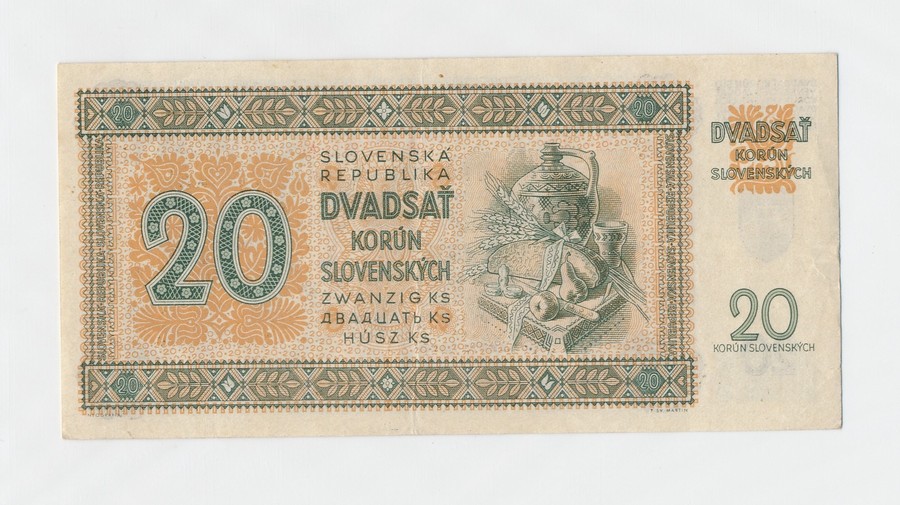 20
20
SLOVENSKÁ
REPUBLIKA
DVADSAŤ
KORÚN
SLOVENSKÝCH
ZWANZIG KS
ДВАДЦАТЬ KS
HÚSZ KS
20
20
20
DVADSAŤ
KORÚN
SLOVENSKÝCH
20
KORÚN SLOVENSKÝCH